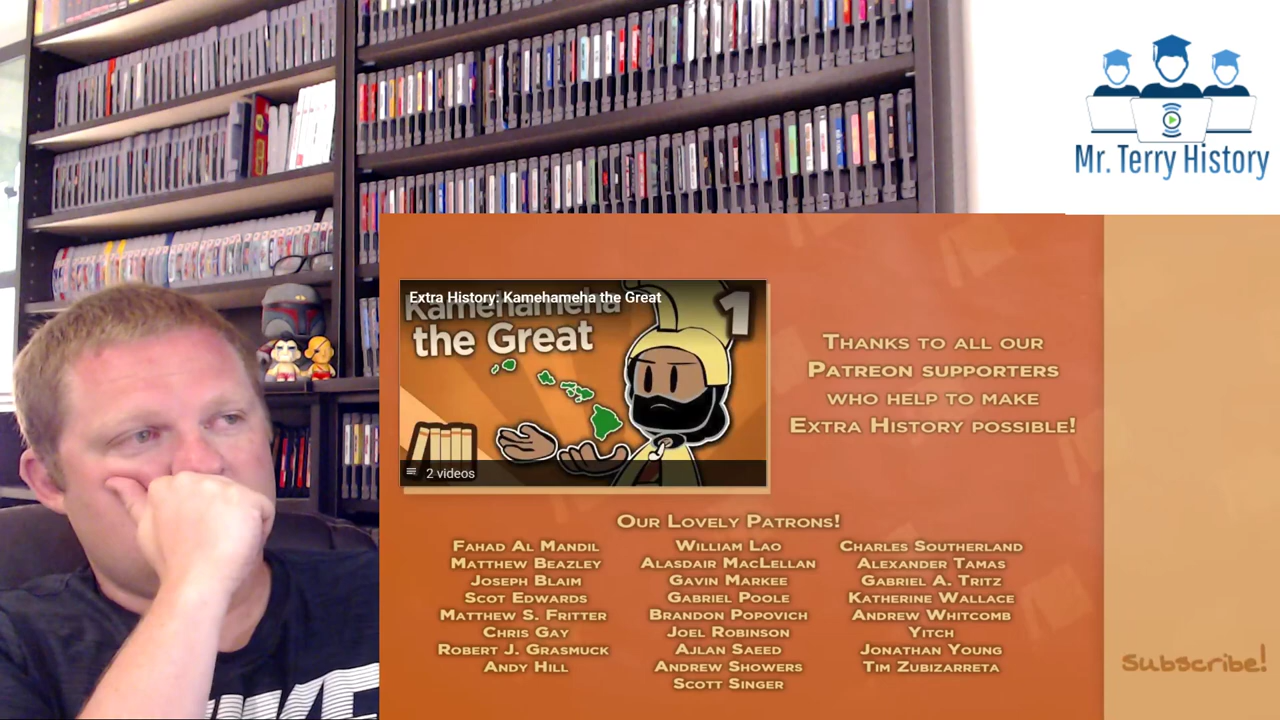 Mr. Terry History
Extra History: Kamehameha the Great
Kamehameha
1
the Great
2 videos
THANKS TO ALL OUR
PATREON SUPPORTERS
WHO HELP TO MAKE
EXTRA HISTORY POSSIBLE!
OUR LOVELY PATRONS!
FAHAD AL MANDIL
MATTHEW BEAZLEY
JOSEPH BLAIM
SCOT EDWARDS
MATTHEW S. FRITTER
CHRIS GAY
ROBERT J. GRASMUCK
ANDY HILL
WILLIAM LAO
ALASDAIR MACLELLAN
GAVIN MARKEE
GABRIEL POOLE
BRANDON POPOVICH
JOEL ROBINSON
AJLAN SAEED
ANDREW SHOWERS
SCOTT SINGER
CHARLES SOUTHERLAND
ALEXANDER TAMAS
GABRIEL A. TRITZ
KATHERINE WALLACE
ANDREW WHITCOMB
YITCH
JONATHAN YOUNG
TIM ZUBIZARRETA
Subscribe!